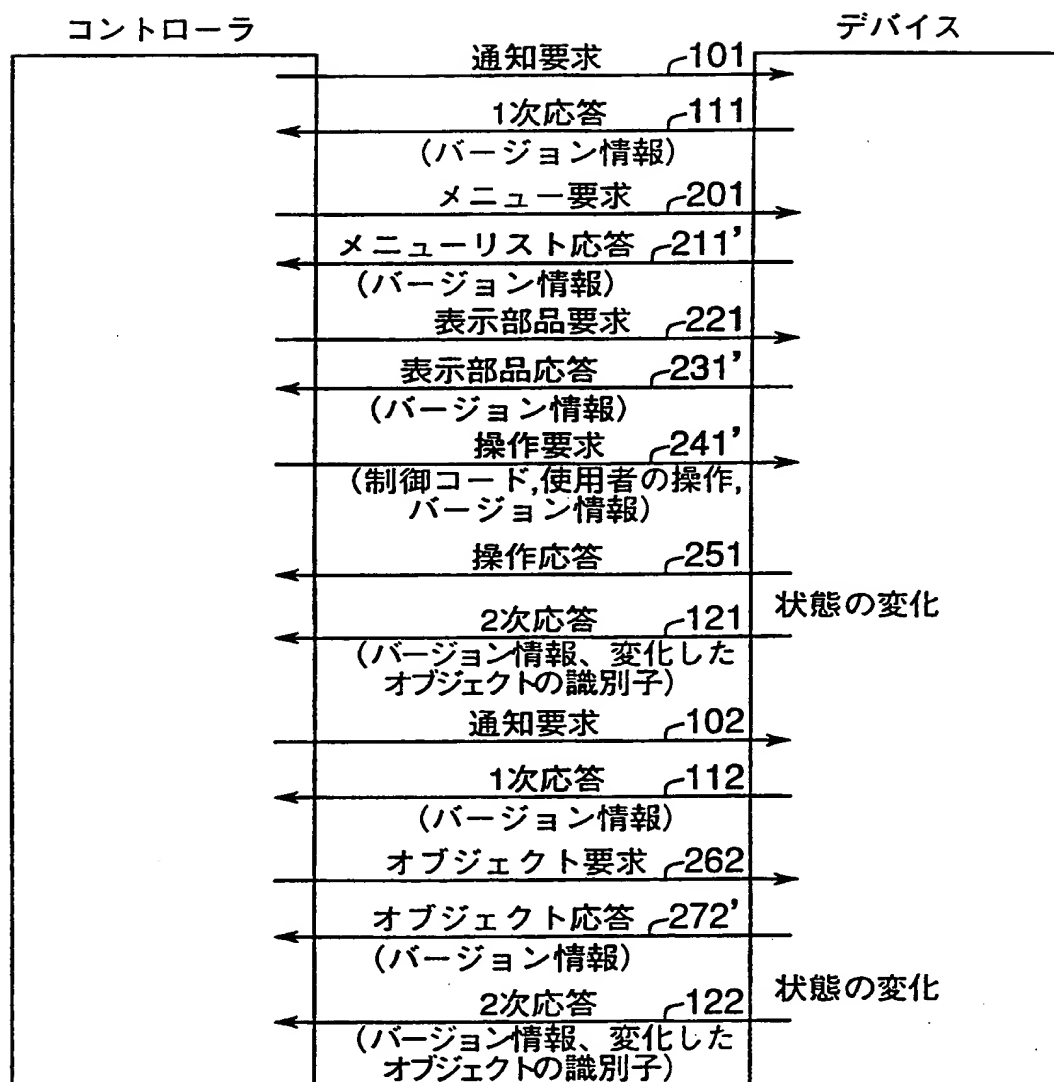 コントローラ
デバイス
通知要求 101
1次応答 111
(バージョン情報)
メニュー要求 201
メニューリスト応答 211'
(バージョン情報)
表示部品要求 221
表示部品応答 231'
(バージョン情報)
操作要求 241'
(制御コード,使用者の操作,
バージョン情報)
操作応答 251
状態の変化
2次応答 121
(バージョン情報、変化した
オブジェクトの識別子)
通知要求 102
1次応答 112
(バージョン情報)
オブジェクト要求 262
オブジェクト応答 272'
(バージョン情報)
状態の変化
2次応答 122
(バージョン情報、変化した
オブジェクトの識別子)